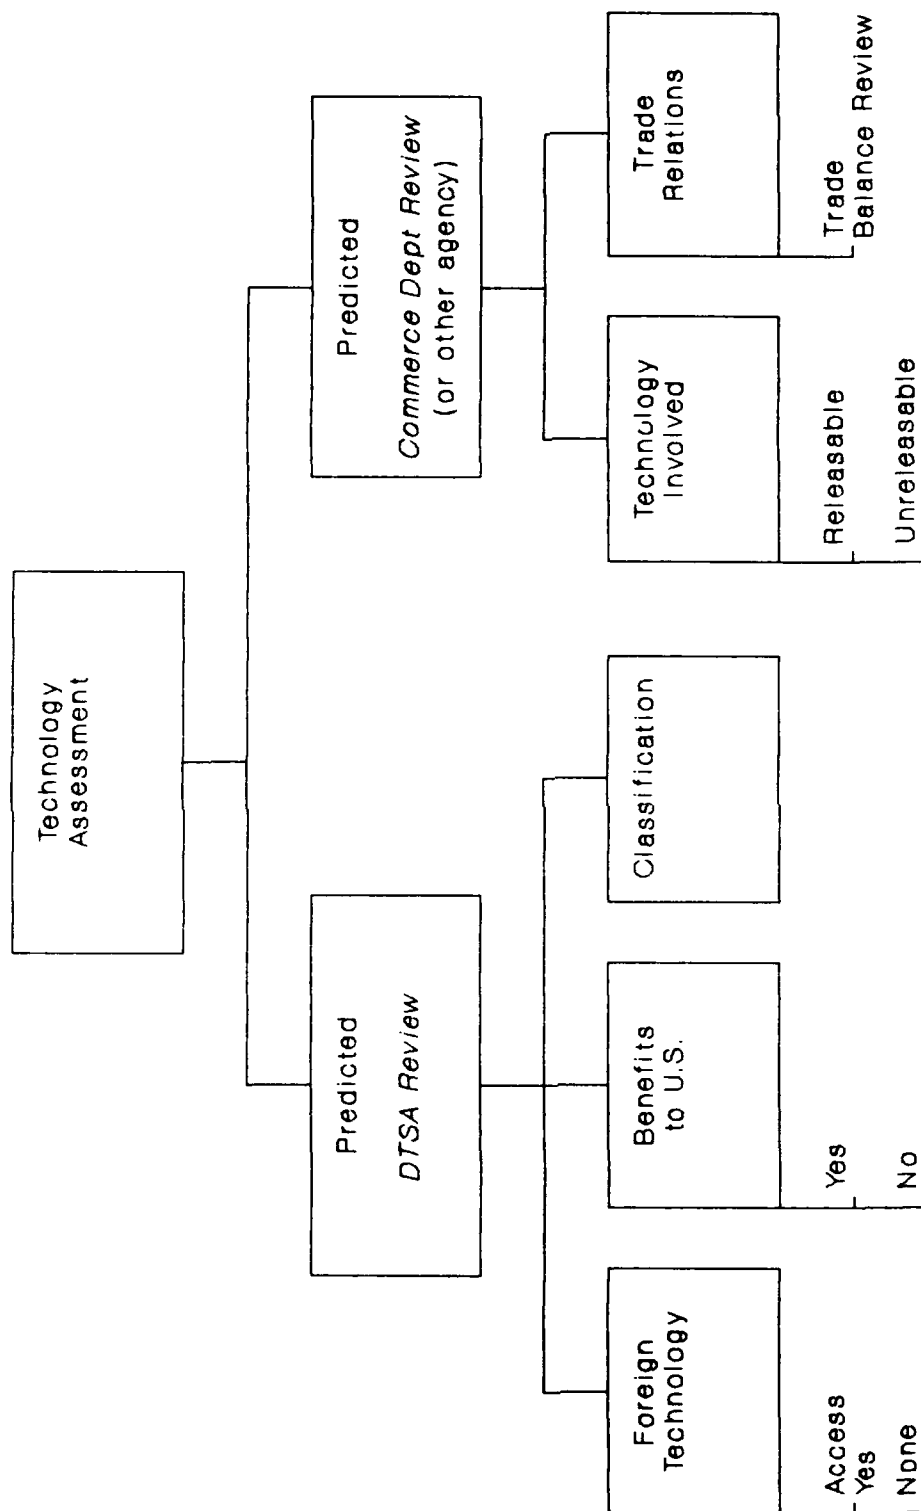 Technology
Assessment
Predicted
DTSA Review
Predicted
Commerce Dept Review
(or other agency)
Foreign
Technology
Benefits
to U.S.
Classification
Technology
Involved
Trade
Relations
Access
Yes
None
Yes
No
Releasable
Unreleasable
Trade
Balance Review